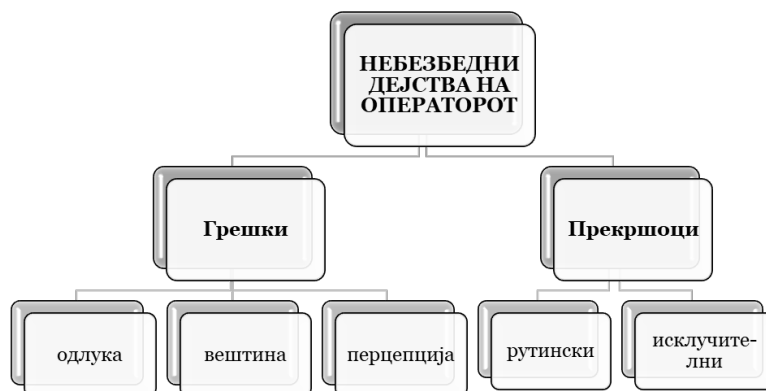 НЕБЕЗБЕДНИ
ДЕЈСТВА НА
ОПЕРАТОРОТ
Грешки
Прекршоци
одлука
вештина
перцепција
рутински
исклучите-
лни